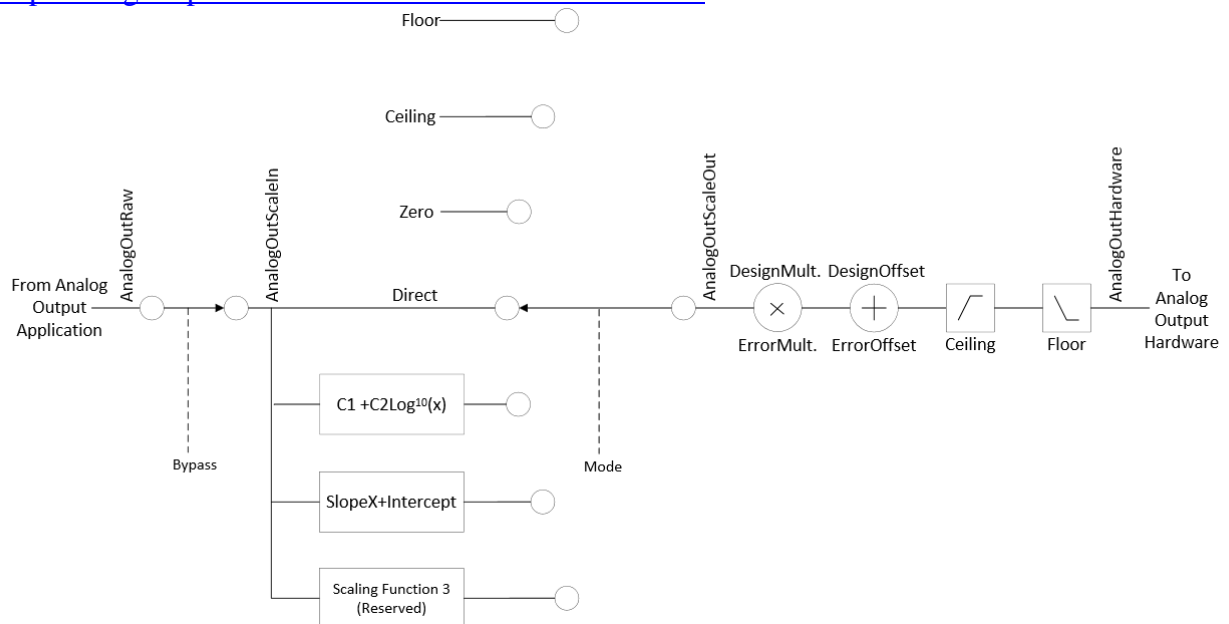 Floor
Ceiling
Zero
AnalogOutRaw
AnalogOutScaleIn
AnalogOutScaleOut
AnalogOutHardware
From Analog
Output
Application
Direct
DesignMult. DesignOffset
ErrorMult. ErrorOffset
Ceiling
Floor
To
Analog
Output
Hardware
C1 +C2Log¹⁰(x)
Bypass
Mode
SlopeX+Intercept
Scaling Function 3
(Reserved)